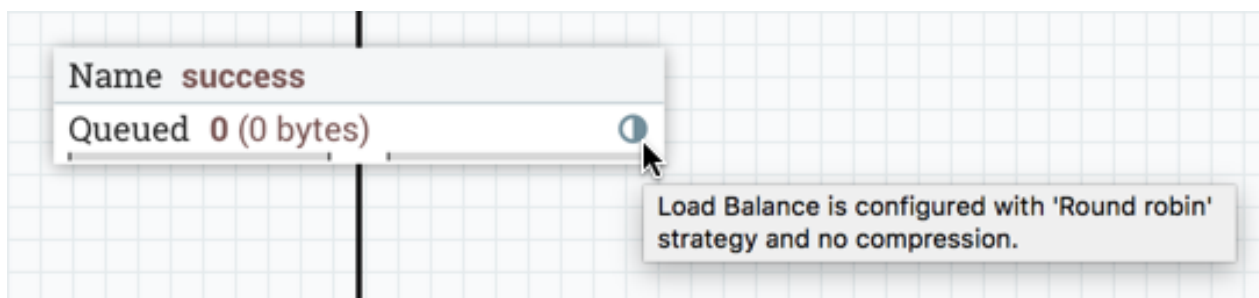 Name success
Queued 0 (0 bytes)
Load Balance is configured with 'Round robin'
strategy and no compression.